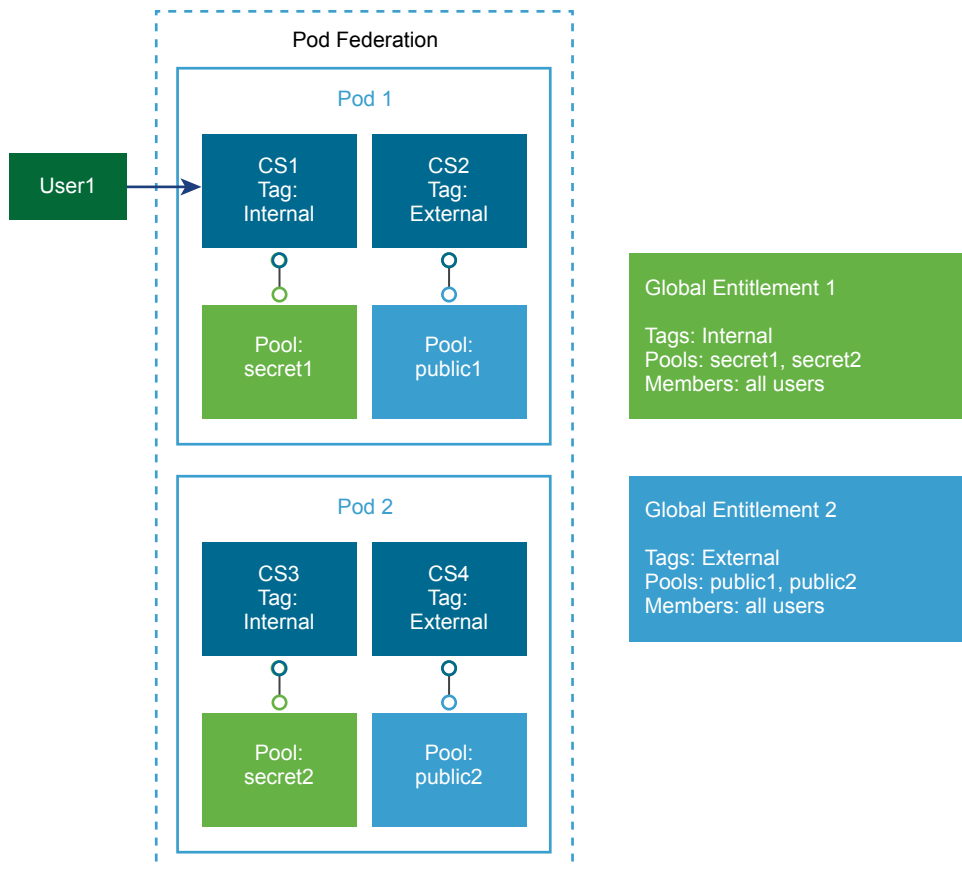 Pod Federation
Pod 1
User1
CS1
Tag:
Internal
CS2
Tag:
External
Pool:
secret1
Pool:
public1
Global Entitlement 1
Tags: Internal
Pools: secret1, secret2
Members: all users
Pod 2
CS3
Tag:
Internal
CS4
Tag:
External
Pool:
secret2
Pool:
public2
Global Entitlement 2
Tags: External
Pools: public1, public2
Members: all users